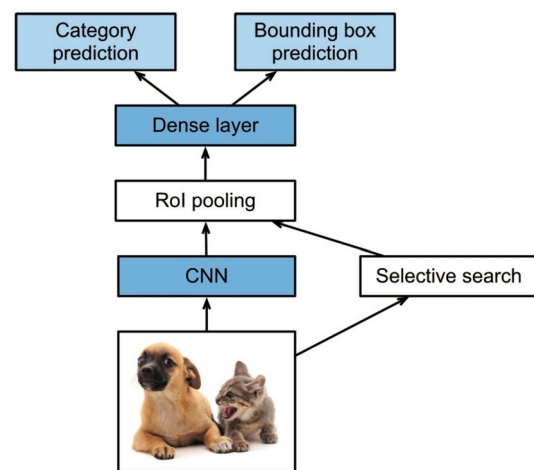 Category
prediction
Bounding box
prediction
Dense layer
RoI pooling
CNN
Selective search